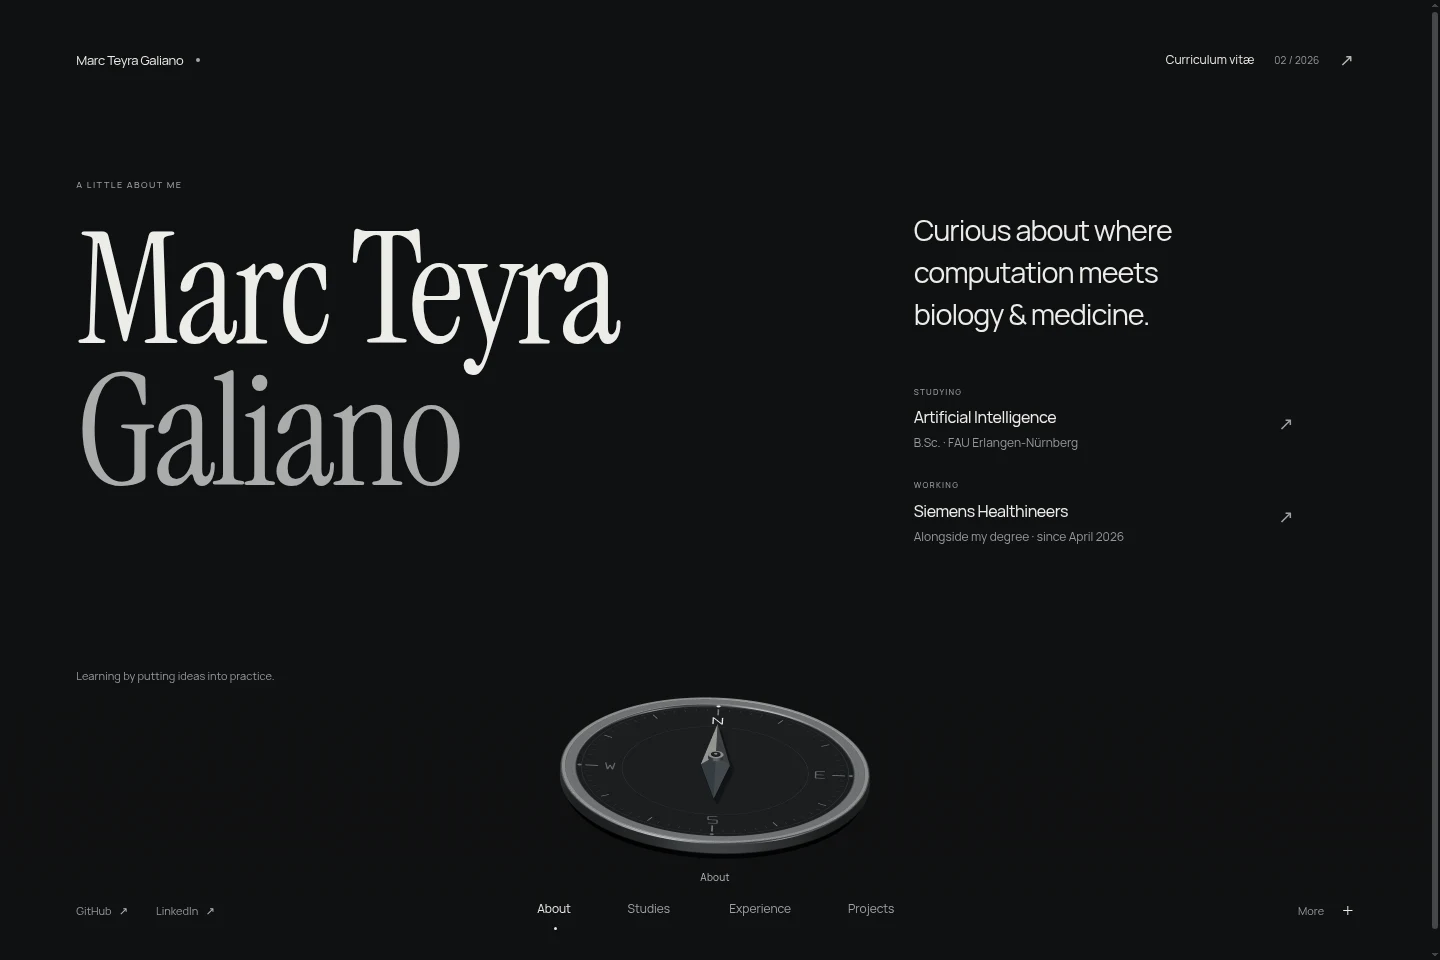 Marc Teyra Galiano
Curriculum vitæ 02 / 2026 ↗
A LITTLE ABOUT ME
Marc Teyra
Galiano
Curious about where
computation meets
biology & medicine.
STUDYING
Artificial Intelligence ↗
B.Sc. · FAU Erlangen-Nürnberg
WORKING
Siemens Healthineers ↗
Alongside my degree · since April 2026
Learning by putting ideas into practice.
N
W
E
S
About
GitHub ↗ LinkedIn ↗
About Studies Experience Projects
More +